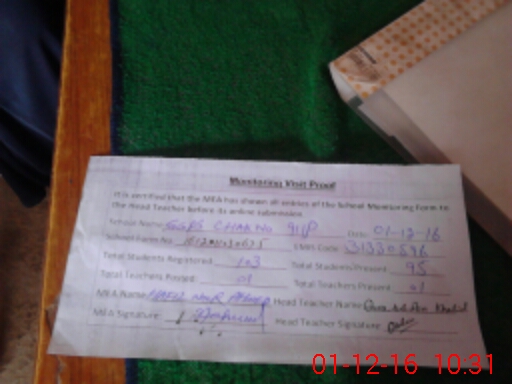 Monitoring Visit Proof
It is certified that the MEA has shown all entries of the School Monitoring Form to
the Head Teacher before its online submission.
School Name GGPS CHAK NO 91/P Date: 01-12-16
School Form No EMIS Code: 31320596
Total Students Registered 103 Total Students Present 95
Total Teachers Posted 01 Total Teachers Present 01
MEA Name Head Teacher Name
MEA Signature Head Teacher Signature
01-12-16 10:31